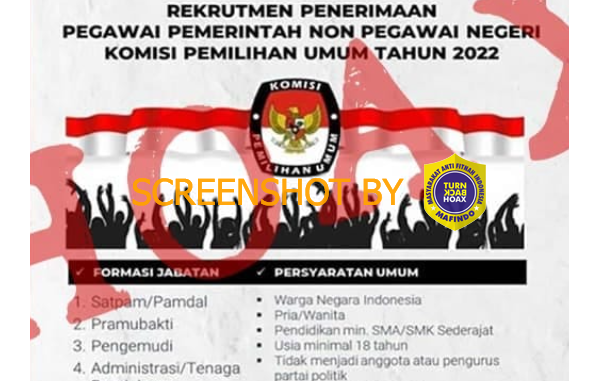 REKRUTMEN PENERIMAAN
PEGAWAI PEMERINTAH NON PEGAWAI NEGERI
KOMISI PEMILIHAN UMUM TAHUN 2022
KOMISI
PEMILIHAN UMUM
HOAX
SCREENSHOT BY
MASYARAKAT ANTI FITNAH INDONESIA
TURN
BACK
HOAX
MAFINDO
✓ FORMASI JABATAN
1. Satpam/Pamdal
2. Pramubakti
3. Pengemudi
4. Administrasi/Tenaga
✓ PERSYARATAN UMUM
▪ Warga Negara Indonesia
▪ Pria/Wanita
▪ Pendidikan min. SMA/SMK Sederajat
▪ Usia minimal 18 tahun
▪ Tidak menjadi anggota atau pengurus
partai politik